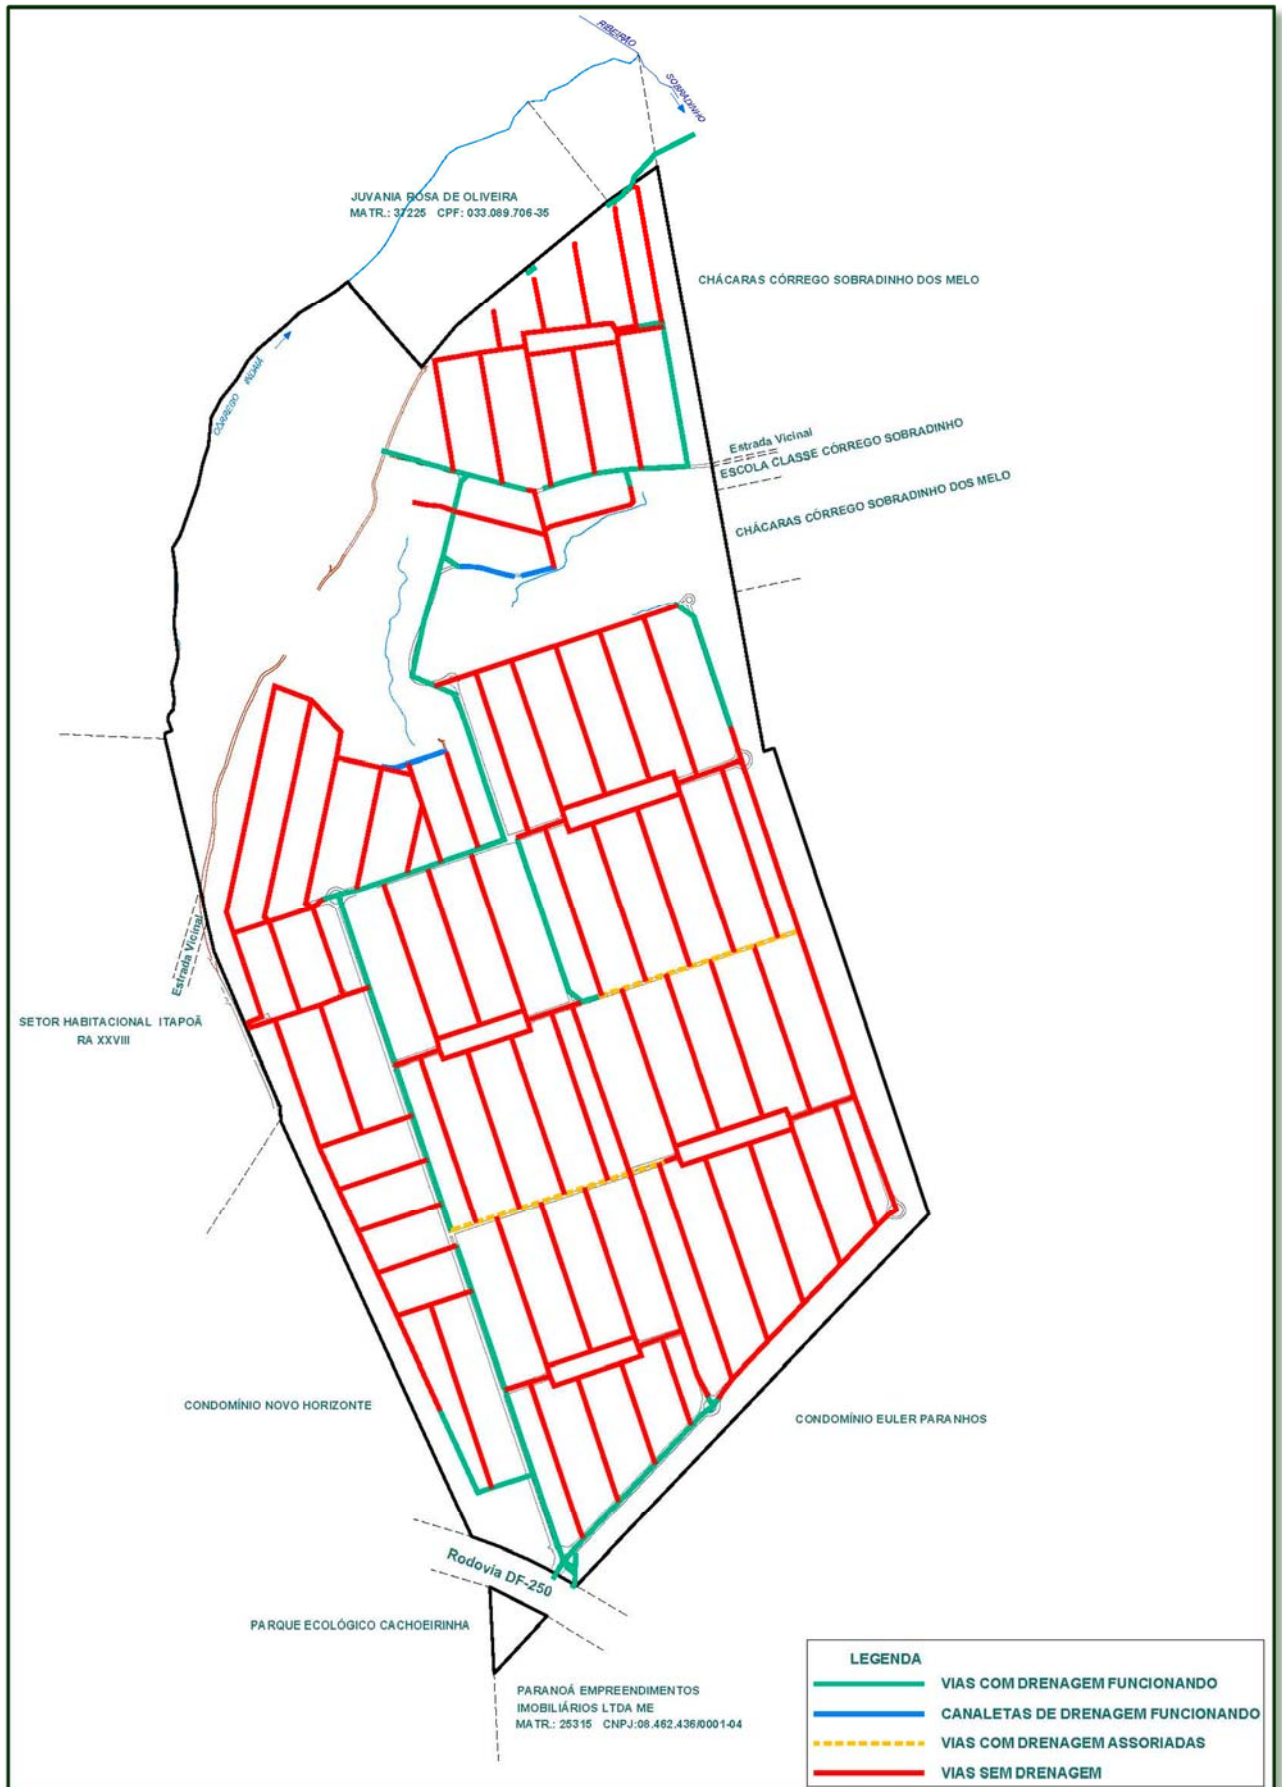 RIBEIRÃO
SOBRADINHO
JUVANIA ROSA DE OLIVEIRA
MATR.: 37225 CPF: 033.089.706-35
CHÁCARAS CÓRREGO SOBRADINHO DOS MELO
CÓRREGO INDAIÁ
Estrada Vicinal
ESCOLA CLASSE CÓRREGO SOBRADINHO
CHÁCARAS CÓRREGO SOBRADINHO DOS MELO
Estrada Vicinal
SETOR HABITACIONAL ITAPOÃ
RA XXVIII
CONDOMÍNIO NOVO HORIZONTE
CONDOMÍNIO EULER PARANHOS
Rodovia DF-250
PARQUE ECOLÓGICO CACHOEIRINHA
PARANOÁ EMPREENDIMENTOS
IMOBILIÁRIOS LTDA ME
MATR.: 25315 CNPJ:08.462.436/0001-04
LEGENDA
VIAS COM DRENAGEM FUNCIONANDO
CANALETAS DE DRENAGEM FUNCIONANDO
VIAS COM DRENAGEM ASSORIADAS
VIAS SEM DRENAGEM